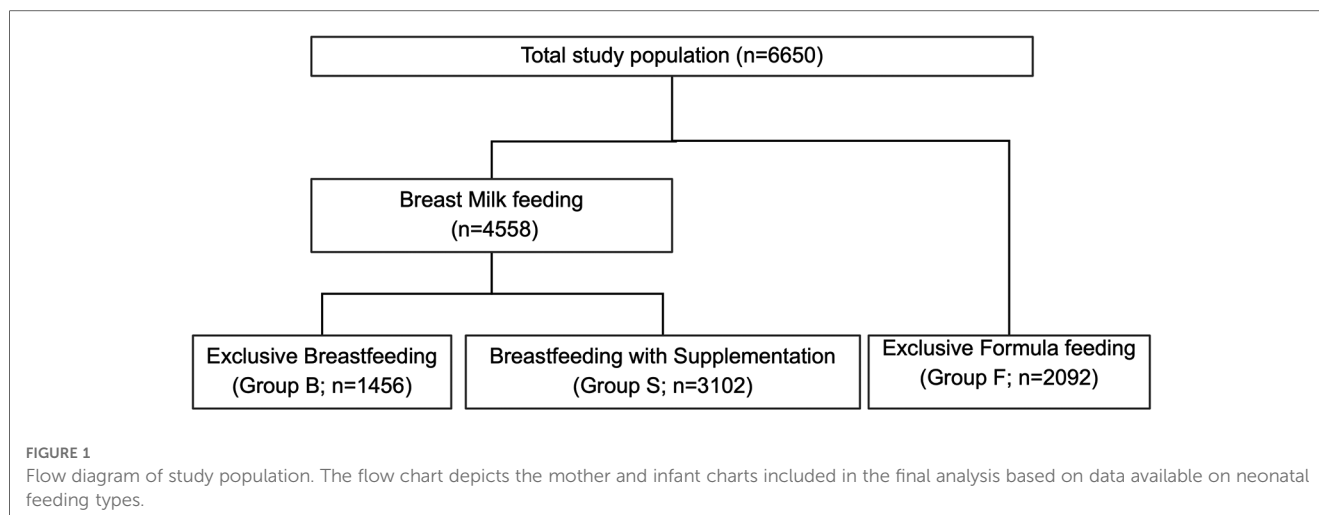 Total study population (n=6650)
Breast Milk feeding
(n=4558)
Exclusive Breastfeeding
(Group B; n=1456)
Breastfeeding with Supplementation
(Group S; n=3102)
Exclusive Formula feeding
(Group F; n=2092)
FIGURE 1
Flow diagram of study population. The flow chart depicts the mother and infant charts included in the final analysis based on data available on neonatal
feeding types.